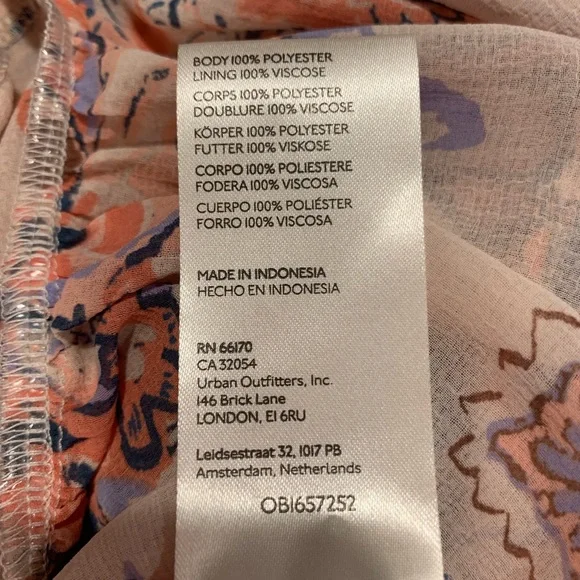 BODY 100% POLYESTER
LINING 100% VISCOSE
CORPS 100% POLYESTER
DOUBLURE 100% VISCOSE
KÖRPER 100% POLYESTER
FUTTER 100% VISKOSE
CORPO 100% POLIESTERE
FODERA 100% VISCOSA
CUERPO 100% POLIÉSTER
FORRO 100% VISCOSA
MADE IN INDONESIA
HECHO EN INDONESIA
RN 66170
CA 32054
Urban Outfitters, Inc.
146 Brick Lane
LONDON, E1 6RU
Leidsestraat 32, 1017 PB
Amsterdam, Netherlands
OB1657252